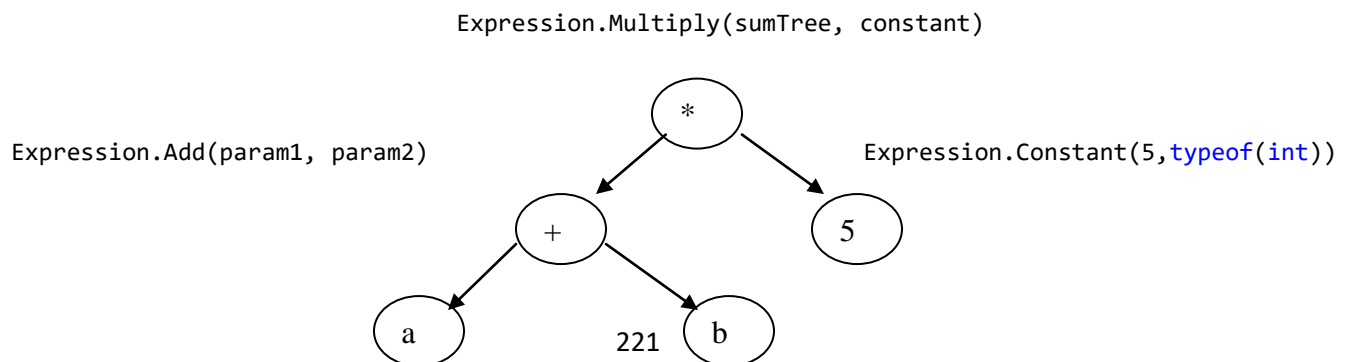 Expression.Multiply(sumTree, constant)
*
Expression.Add(param1, param2)
Expression.Constant(5,typeof(int))
+
5
a
221
b